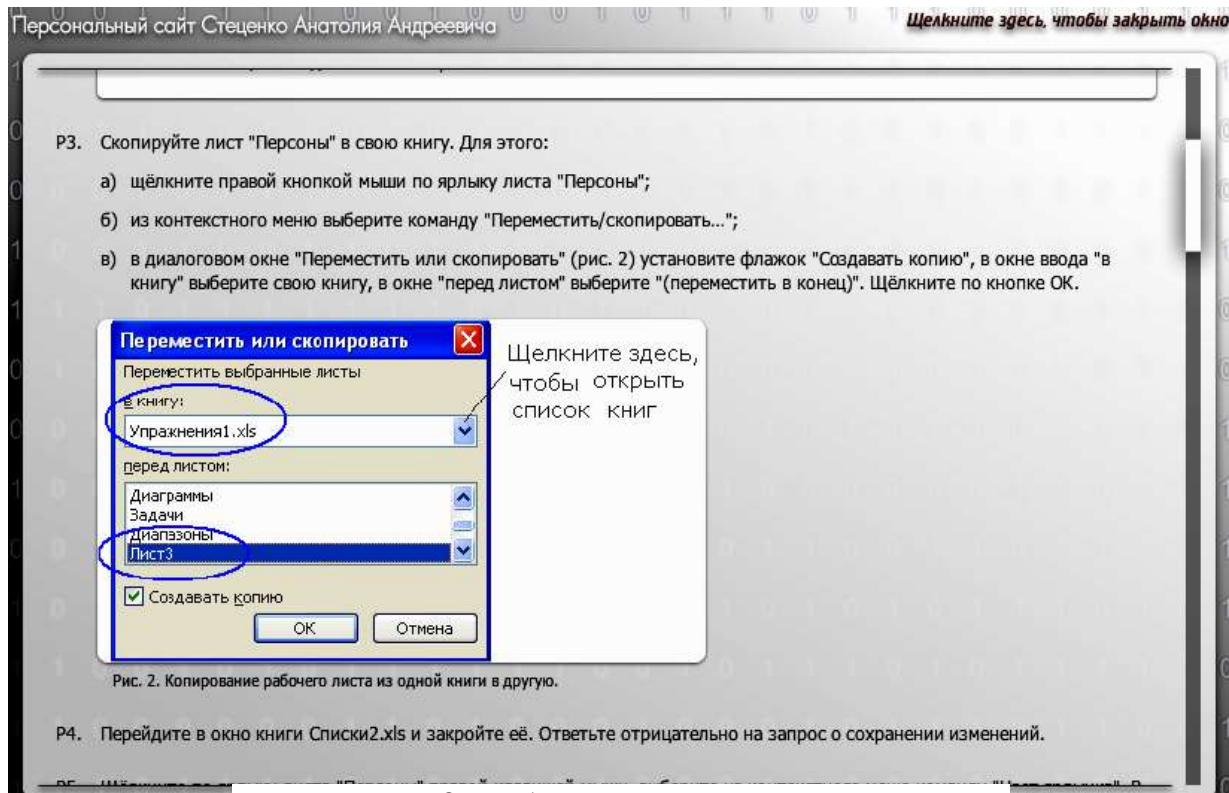 Персональный сайт Стеценко Анатолия Андреевича
Щелкните здесь, чтобы закрыть окно
Р3. Скопируйте лист "Персоны" в свою книгу. Для этого:
а) щёлкните правой кнопкой мыши по ярлыку листа "Персоны";
б) из контекстного меню выберите команду "Переместить/скопировать...";
в) в диалоговом окне "Переместить или скопировать" (рис. 2) установите флажок "Создавать копию", в окне ввода "в
книгу" выберите свою книгу, в окне "перед листом" выберите "(переместить в конец)". Щёлкните по кнопке ОК.
Переместить или скопировать
Переместить выбранные листы
в книгу:
Упражнения1.xls
перед листом:
Диаграммы
Задачи
Диапазоны
Лист3
Создавать копию
ОК Отмена
Щелкните здесь,
чтобы открыть
список книг
Рис. 2. Копирование рабочего листа из одной книги в другую.
Р4. Перейдите в окно книги Списки2.xls и закройте её. Ответьте отрицательно на запрос о сохранении изменений.